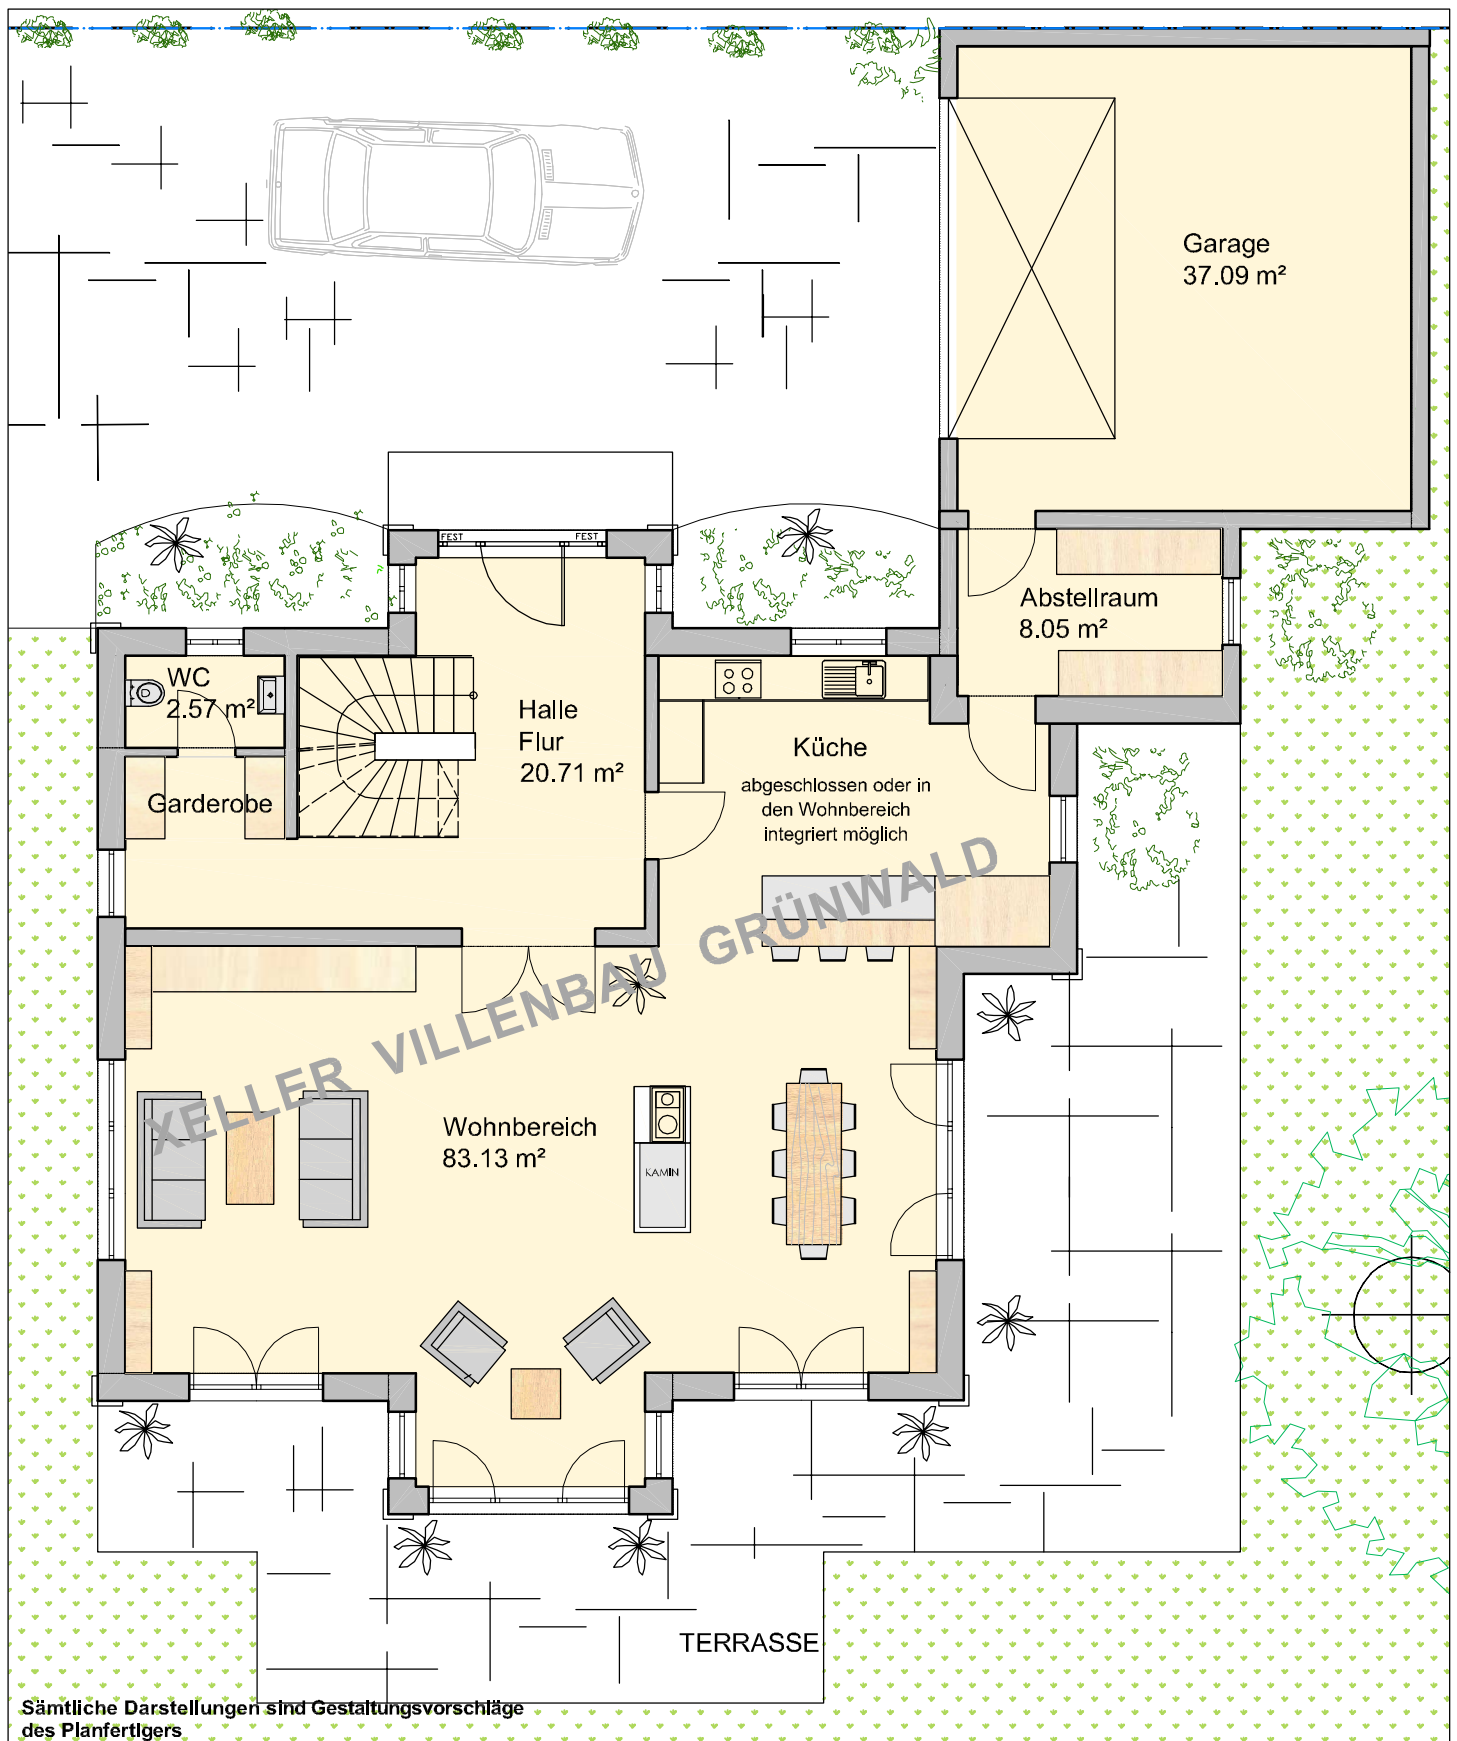 Garage
37.09 m²
FEST
FEST
Abstellraum
8.05 m²
WC
2.57 m²
Halle
Flur
20.71 m²
Küche
abgeschlossen oder in
den Wohnbereich
integriert möglich
Garderobe
XELLER VILLENBAU GRÜNWALD
Wohnbereich
83.13 m²
KAMIN
TERRASSE
Sämtliche Darstellungen sind Gestaltungsvorschläge
des Planfertigers